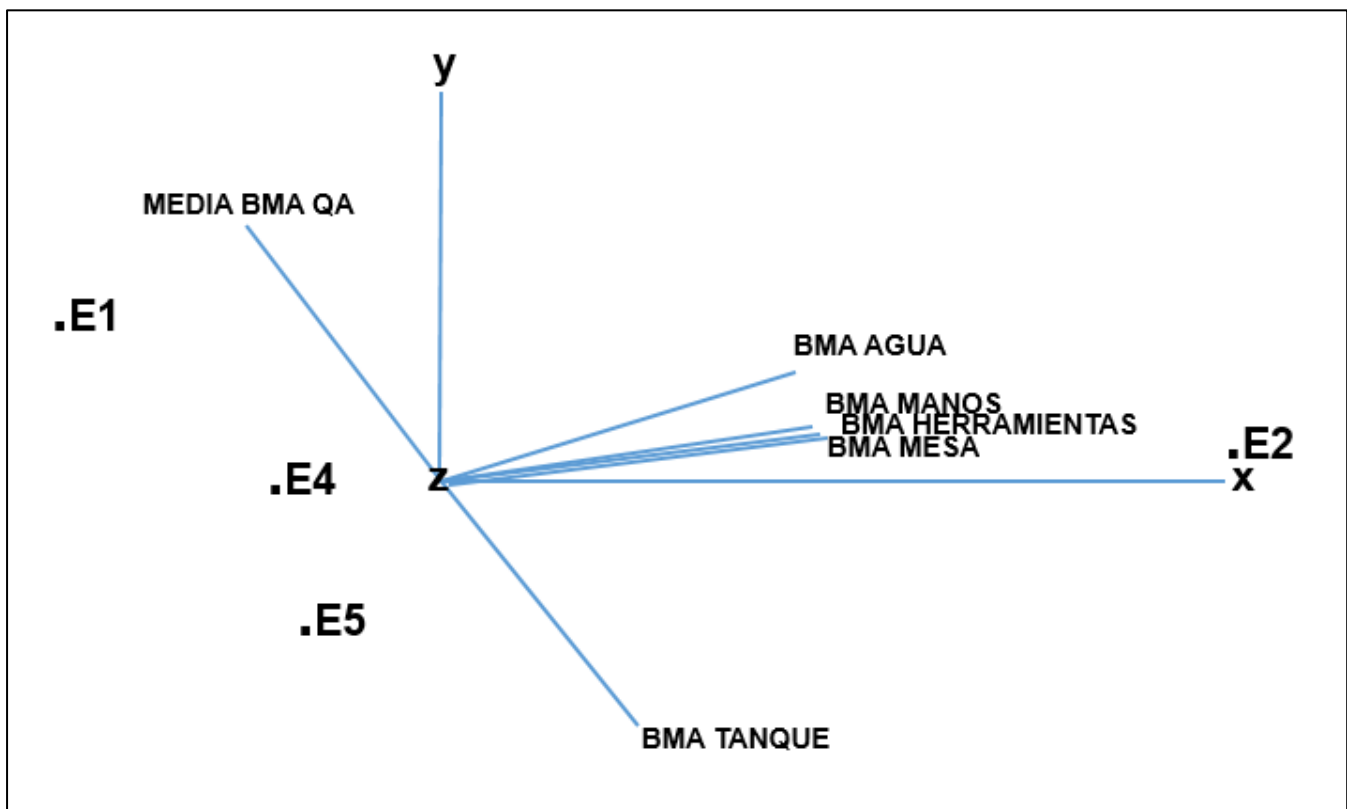 y
MEDIA BMA QA
.E1
BMA AGUA
BMA MANOS
BMA HERRAMIENTAS
BMA MESA
.E2
.E4
z
x
.E5
BMA TANQUE